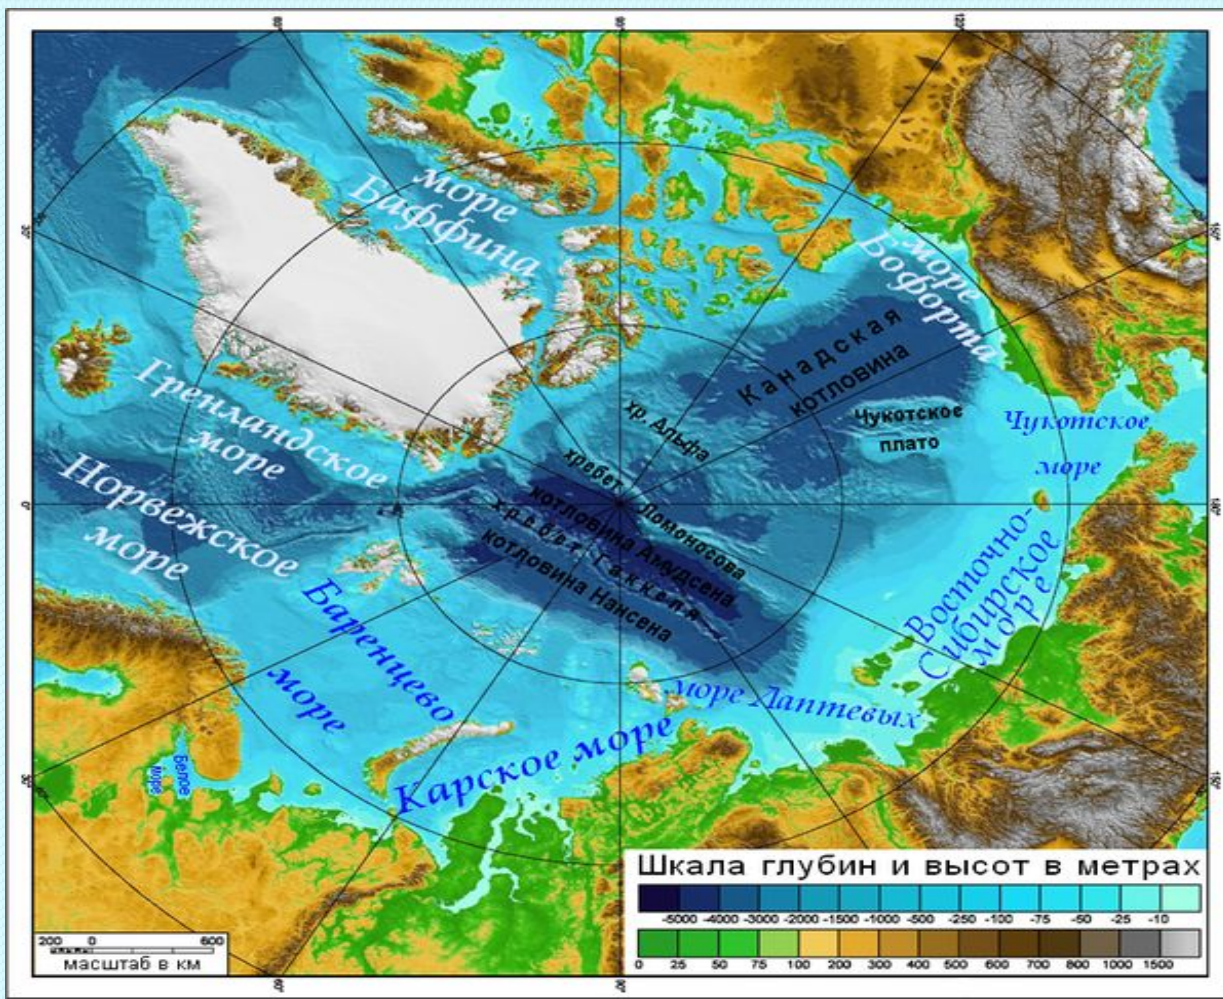 море
Баффина
море
Бофорта
Канадская
котловина
Гренландское
море
хр. Альфа
Чукотское
плато
Чукотское
море
Норвежское
море
хребет Ломоносова
котловина Амудсена
хребет Гаккеля
котловина Нансена
Восточно-
Сибирское
море
Баренцево
море
море Лаптевых
Карское море
Белое
море
Шкала глубин и высот в метрах
-5000 -4000 -3000 -2000 -1500 -1000 -500 -250 -100 -75 -50 -25 -10
0 25 50 75 100 200 300 400 500 600 700 800 1000 1500
200 0 600
масштаб в км